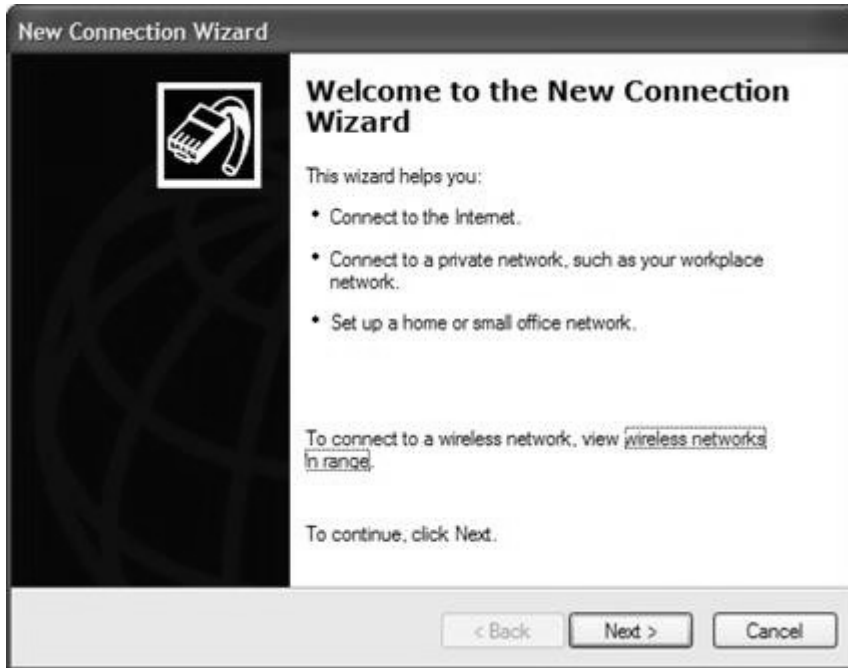 New Connection Wizard
Welcome to the New Connection
Wizard
This wizard helps you:
• Connect to the Internet.
• Connect to a private network, such as your workplace
network.
• Set up a home or small office network.
To connect to a wireless network, view wireless networks
in range.
To continue, click Next.
< Back Next > Cancel